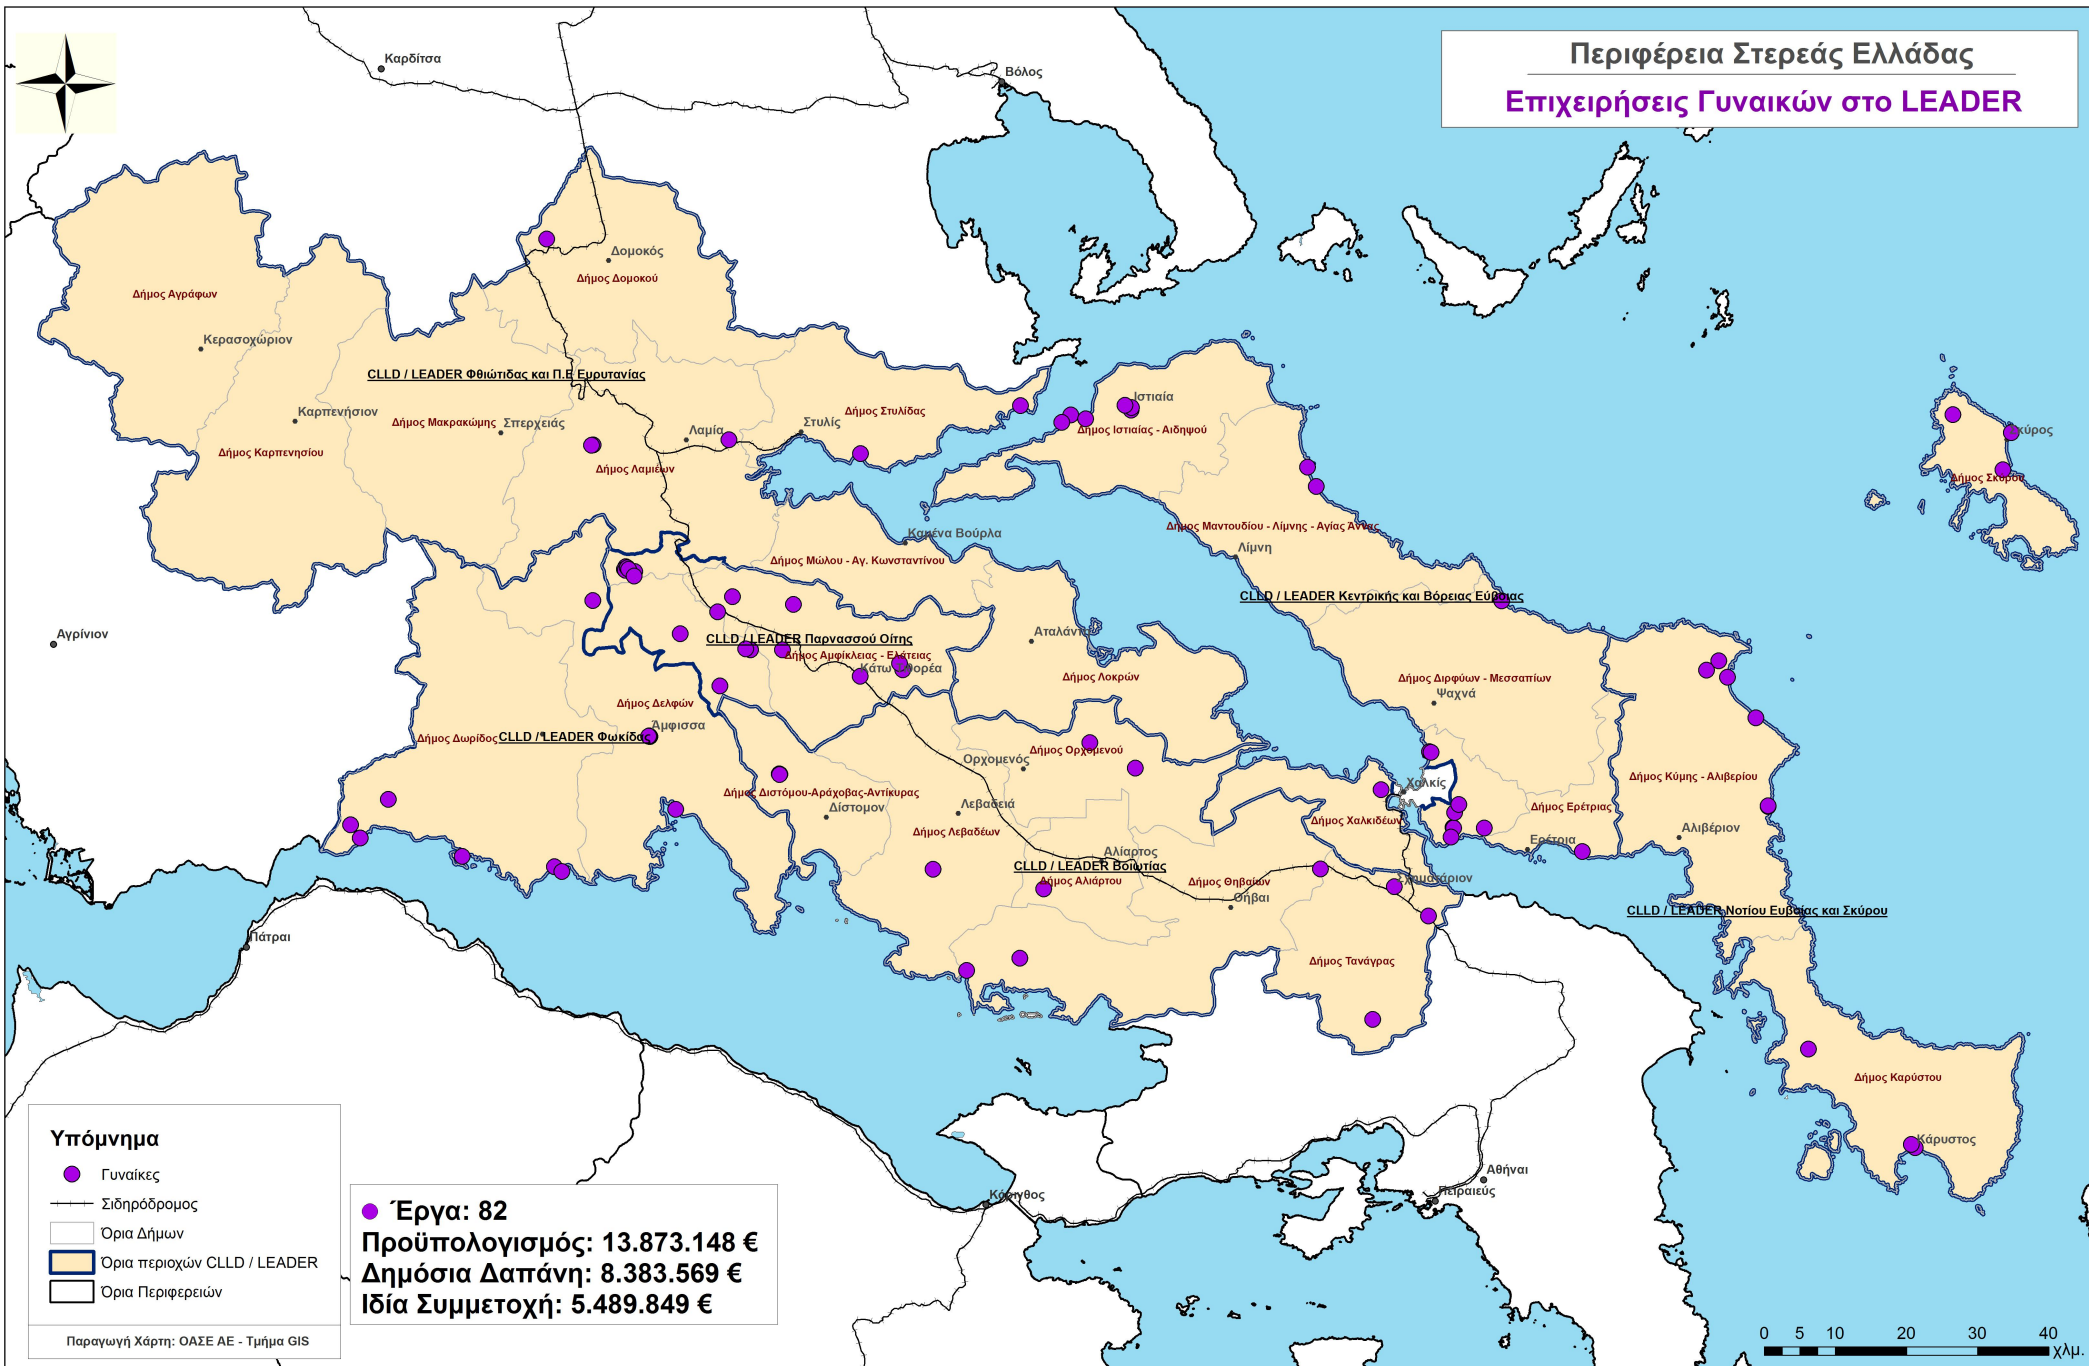 Περιφέρεια Στερεάς Ελλάδας
Επιχειρήσεις Γυναικών στο LEADER
Καρδίτσα
Βόλος
Δομοκός
Δήμος Δομοκού
Δήμος Αγράφων
Κερασοχώριον
CLLD / LEADER Φθιώτιδας και Π.Ε Ευρυτανίας
Καρπενήσιον
Δήμος Μακρακώμης
Σπερχειάς
Δήμος Καρπενησίου
Λαμία
Δήμος Λαμιέων
Στυλίς
Δήμος Στυλίδας
Ιστιαία
Δήμος Ιστιαίας - Αιδηψού
Σκύρος
Δήμος Σκύρου
Δήμος Μαντουδίου - Λίμνης - Αγίας Άννας
Λίμνη
Καμένα Βούρλα
Δήμος Μώλου - Αγ. Κωνσταντίνου
CLLD / LEADER Κεντρικής και Βόρειας Εύβοιας
Αγρίνιον
Αταλάντη
CLLD / LEADER Παρνασσού Οίτης
Δήμος Αμφίκλειας - Ελάτειας
Κάτω Τιθορέα
Δήμος Λοκρών
Δήμος Διρφύων - Μεσσαπίων
Ψαχνά
Δήμος Δελφών
Άμφισσα
Δήμος Δωρίδος
CLLD / LEADER Φωκίδας
Δήμος Ορχομενού
Ορχομενός
Δήμος Κύμης - Αλιβερίου
Χαλκίς
Δήμος Διστόμου-Αράχοβας-Αντίκυρας
Δίστομον
Λεβαδειά
Δήμος Λεβαδέων
Δήμος Χαλκιδέων
Δήμος Ερέτριας
Ερέτρια
Αλιβέριον
Αλίαρτος
CLLD / LEADER Βοιωτίας
Δήμος Αλιάρτου
Δήμος Θηβαίων
Θήβαι
Σχηματάριον
CLLD / LEADER Νοτίου Ευβοίας και Σκύρου
Πάτραι
Δήμος Τανάγρας
Δήμος Καρύστου
Κάρυστος
Αθήναι
Πειραιεύς
Κόρινθος
Υπόμνημα
Γυναίκες
Σιδηρόδρομος
Όρια Δήμων
Όρια περιοχών CLLD / LEADER
Όρια Περιφερειών
Παραγωγή Χάρτη: ΟΑΣΕ ΑΕ - Τμήμα GIS
Έργα: 82
Προϋπολογισμός: 13.873.148 €
Δημόσια Δαπάνη: 8.383.569 €
Ιδία Συμμετοχή: 5.489.849 €
0 5 10 20 30 40
χλμ.